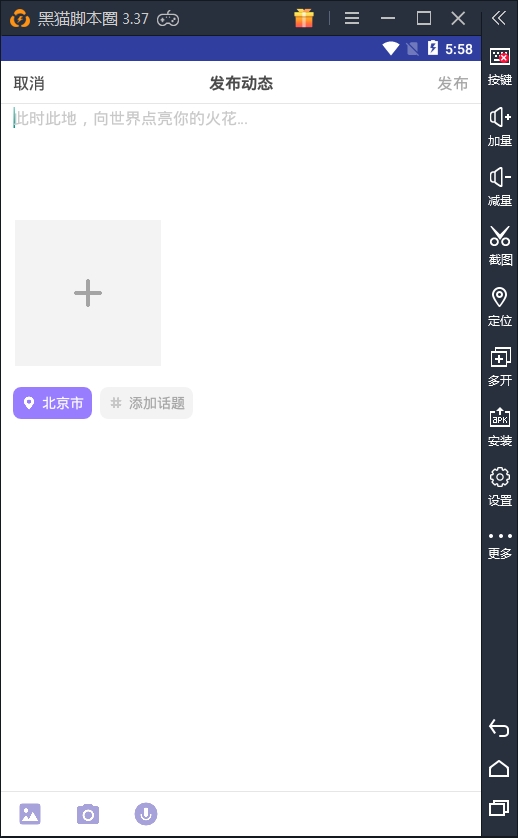 黑猫脚本圈 3.37
5:58
取消 发布动态 发布
此时此地，向世界点亮你的火花...
北京市 # 添加话题
按键
加量
减量
截图
定位
多开
APK
安装
设置
更多